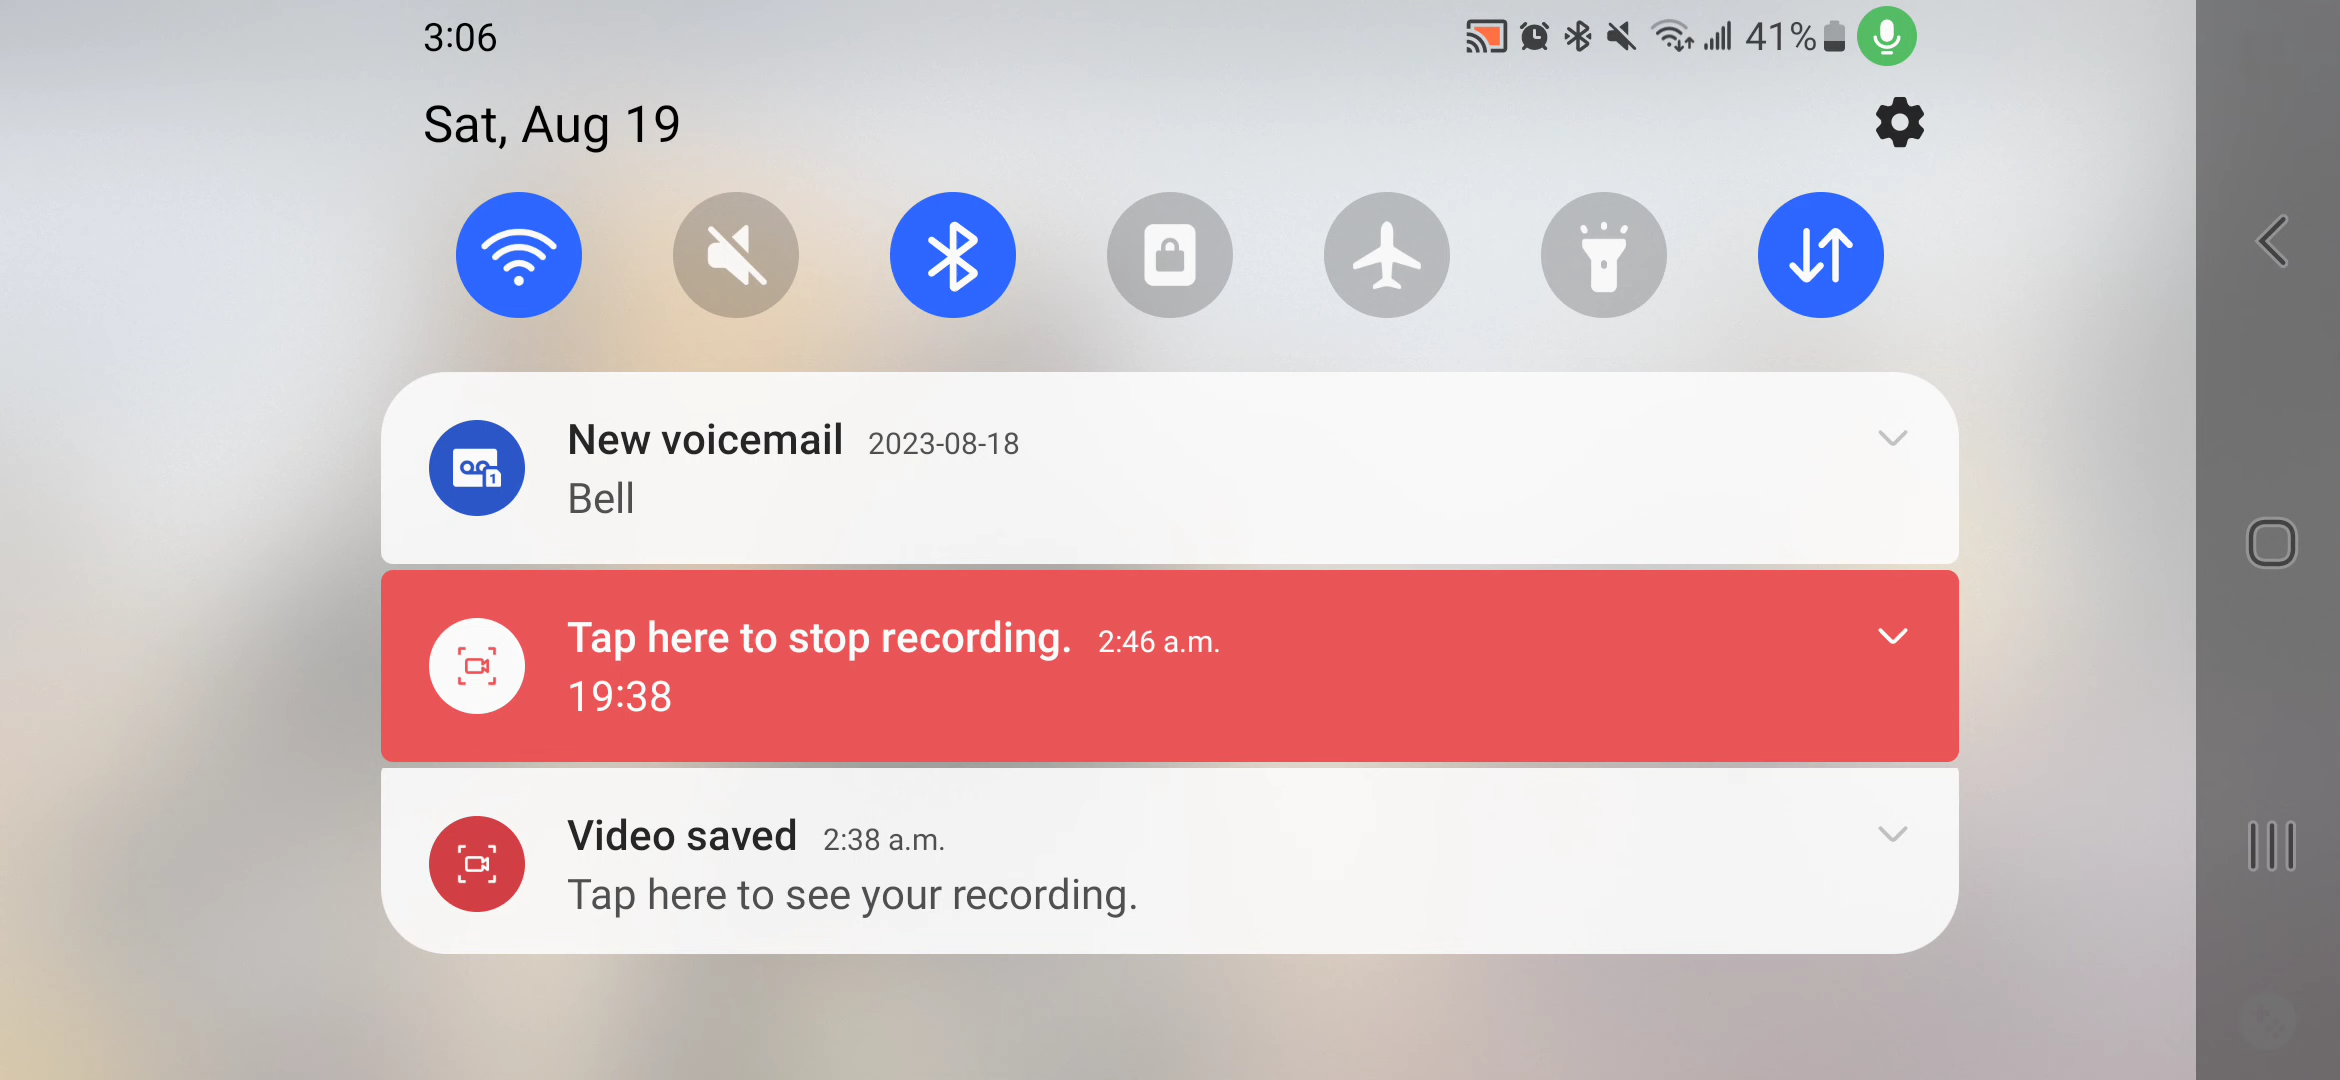 3:06
41%
Sat, Aug 19
New voicemail 2023-08-18
Bell
1
Tap here to stop recording. 2:46 a.m.
19:38
Video saved 2:38 a.m.
Tap here to see your recording.